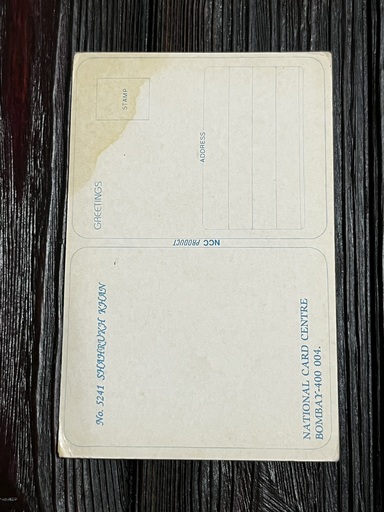 STAMP
GREETINGS
ADDRESS
NCC PRODUCT
No. 5241 SHAHRUKH KHAN
NATIONAL CARD CENTRE
BOMBAY-400 004.